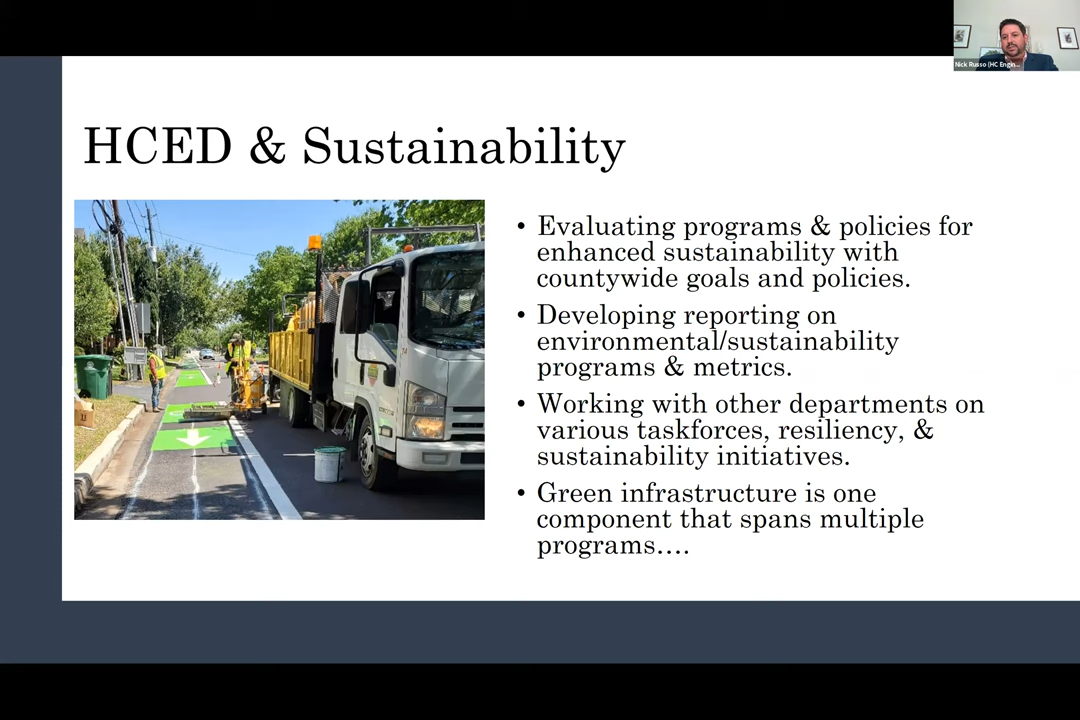 Nick Russo (HC Engin...
HCED & Sustainability
• Evaluating programs & policies for
enhanced sustainability with
countywide goals and policies.
• Developing reporting on
environmental/sustainability
programs & metrics.
• Working with other departments on
various taskforces, resiliency, &
sustainability initiatives.
• Green infrastructure is one
component that spans multiple
programs….